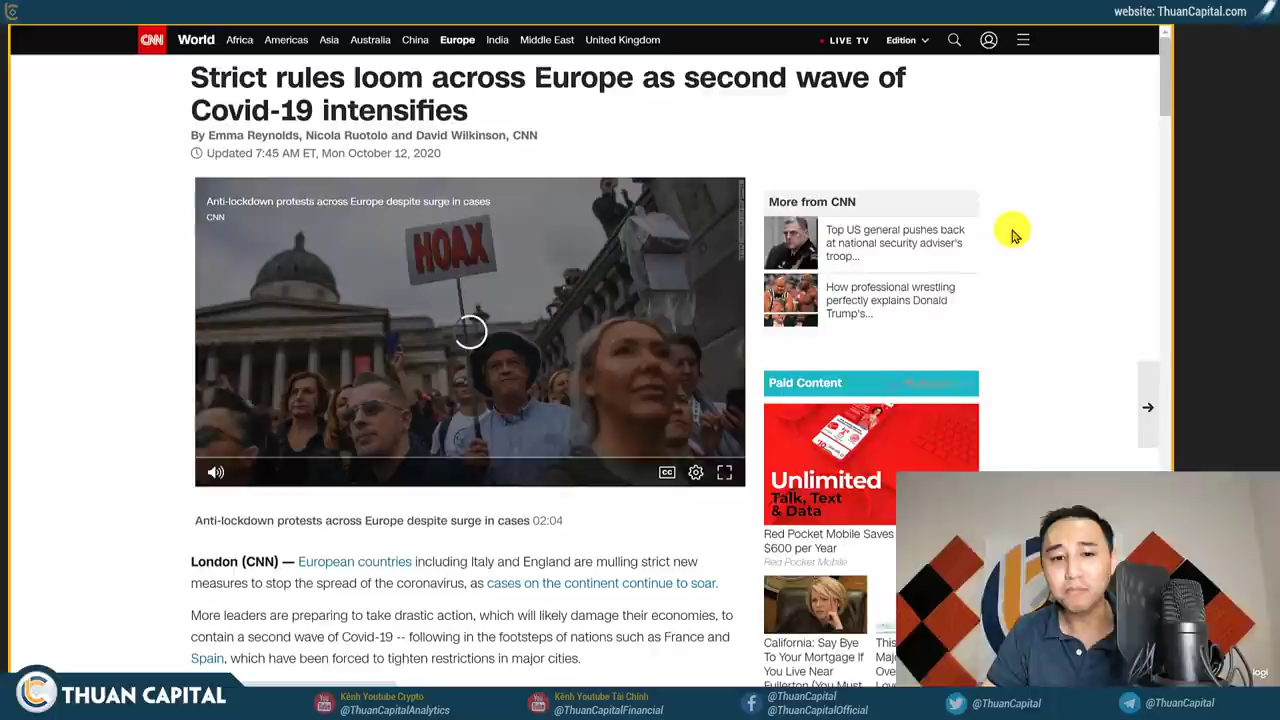 website: ThuanCapital.com
CNN World Africa Americas Asia Australia China Europe India Middle East United Kingdom LIVE TV Edition
Strict rules loom across Europe as second wave of
Covid-19 intensifies
By Emma Reynolds, Nicola Ruotolo and David Wilkinson, CNN
Updated 7:45 AM ET, Mon October 12, 2020
Anti-lockdown protests across Europe despite surge in cases
CNN
HOAX
CC
Anti-lockdown protests across Europe despite surge in cases 02:04
London (CNN) — European countries including Italy and England are mulling strict new
measures to stop the spread of the coronavirus, as cases on the continent continue to soar.
More leaders are preparing to take drastic action, which will likely damage their economies, to
contain a second wave of Covid-19 -- following in the footsteps of nations such as France and
Spain, which have been forced to tighten restrictions in major cities.
More from CNN
Top US general pushes back
at national security adviser's
troop...
How professional wrestling
perfectly explains Donald
Trump's...
Paid Content
Unlimited
Talk, Text
& Data
Red Pocket Mobile Saves
$600 per Year
Red Pocket Mobile
California: Say Bye
To Your Mortgage If
You Live Near
Fullerton (You Must
This
Maj
Ove
Lo
logi
THUAN CAPITAL
Kênh Youtube Crypto
@ThuanCapitalAnalytics
Kênh Youtube Tài Chính
@ThuanCapitalFinancial
@ThuanCapital
@ThuanCapitalOfficial
@ThuanCapital
@ThuanCapital